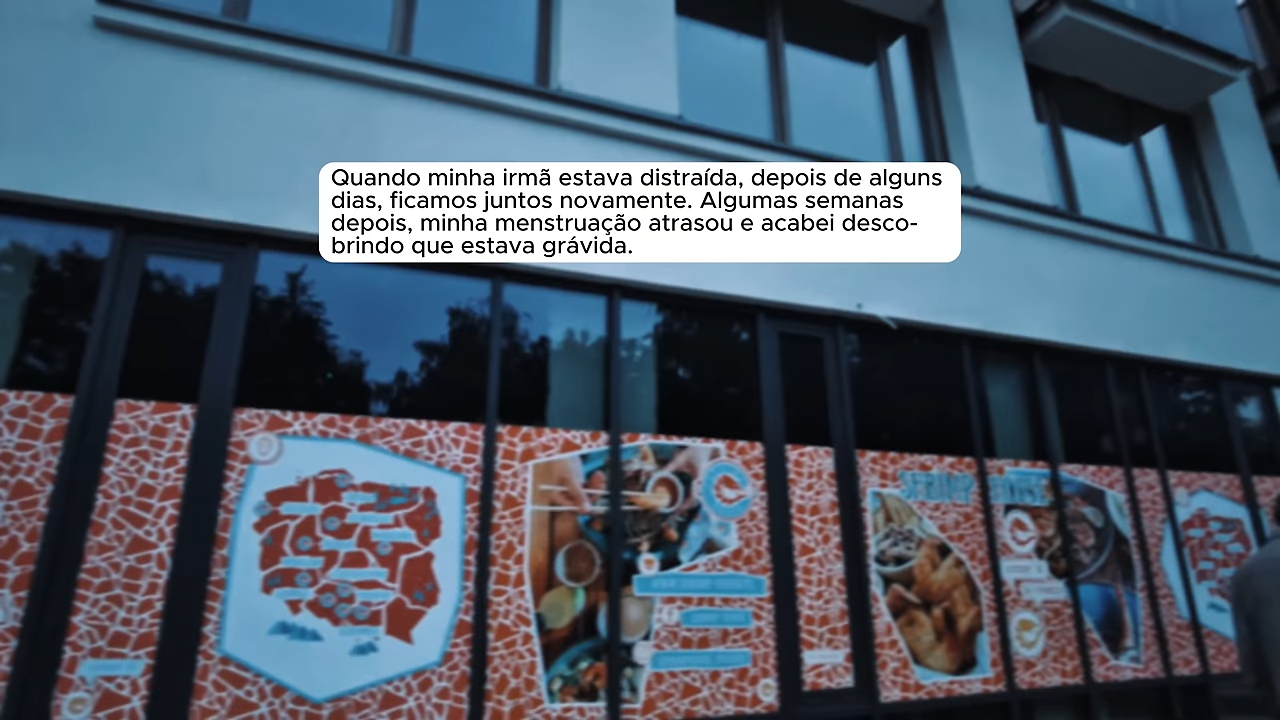 Quando minha irmã estava distraída, depois de alguns
dias, ficamos juntos novamente. Algumas semanas
depois, minha menstruação atrasou e acabei desco-
brindo que estava grávida.